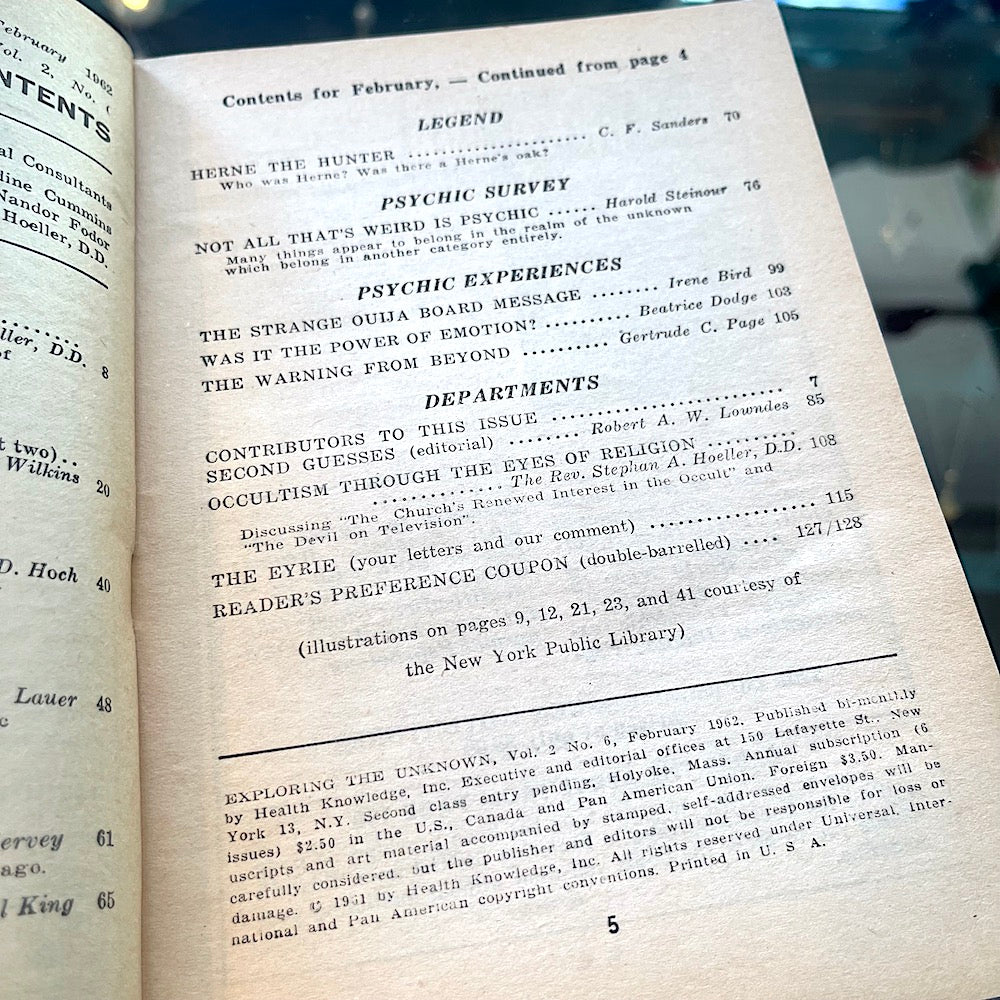 February 1962
Vol. 2, No.
NTENTS
al Consultants
dine Cummins
Nandor Fodor
Hoeller, D.D.
ller, D.D. 8
of
t two)..
Wilkins 20
D. Hoch 40
Lauer 48
c
ervey 61
ago.
l King 65
Contents for February, — Continued from page 4
LEGEND
HERNE THE HUNTER .................... C. F. Sanders 70
Who was Herne? Was there a Herne's oak?
PSYCHIC SURVEY
NOT ALL THAT'S WEIRD IS PSYCHIC ...... Harold Steinour 76
Many things appear to belong in the realm of the unknown
which belong in another category entirely.
PSYCHIC EXPERIENCES
THE STRANGE OUIJA BOARD MESSAGE ........ Irene Bird 99
WAS IT THE POWER OF EMOTION? .......... Beatrice Dodge 103
THE WARNING FROM BEYOND .......... Gertrude C. Page 105
DEPARTMENTS
CONTRIBUTORS TO THIS ISSUE ........................ 7
SECOND GUESSES (editorial) ........ Robert A. W. Lowndes 85
OCCULTISM THROUGH THE EYES OF RELIGION ..........
.............. The Rev. Stephan A. Hoeller, D.D. 108
Discussing "The Church's Renewed Interest in the Occult" and
"The Devil on Television".
THE EYRIE (your letters and our comment) .................. 115
READER'S PREFERENCE COUPON (double-barrelled) .... 127/128
(illustrations on pages 9, 12, 21, 23, and 41 courtesy of
the New York Public Library)
EXPLORING THE UNKNOWN, Vol. 2 No. 6, February 1962. Published bi-monthly
by Health Knowledge, Inc. Executive and editorial offices at 150 Lafayette St., New
York 13, N.Y. Second class entry pending, Holyoke, Mass. Annual subscription (6
issues) $2.50 in the U.S., Canada and Pan American Union. Foreign $3.50. Man-
uscripts and art material accompanied by stamped, self-addressed envelopes will be
carefully considered, but the publisher and editors will not be responsible for loss or
damage. © 1961 by Health Knowledge, Inc. All rights reserved under Universal, Inter-
national and Pan American copyright conventions. Printed in U. S A.
5